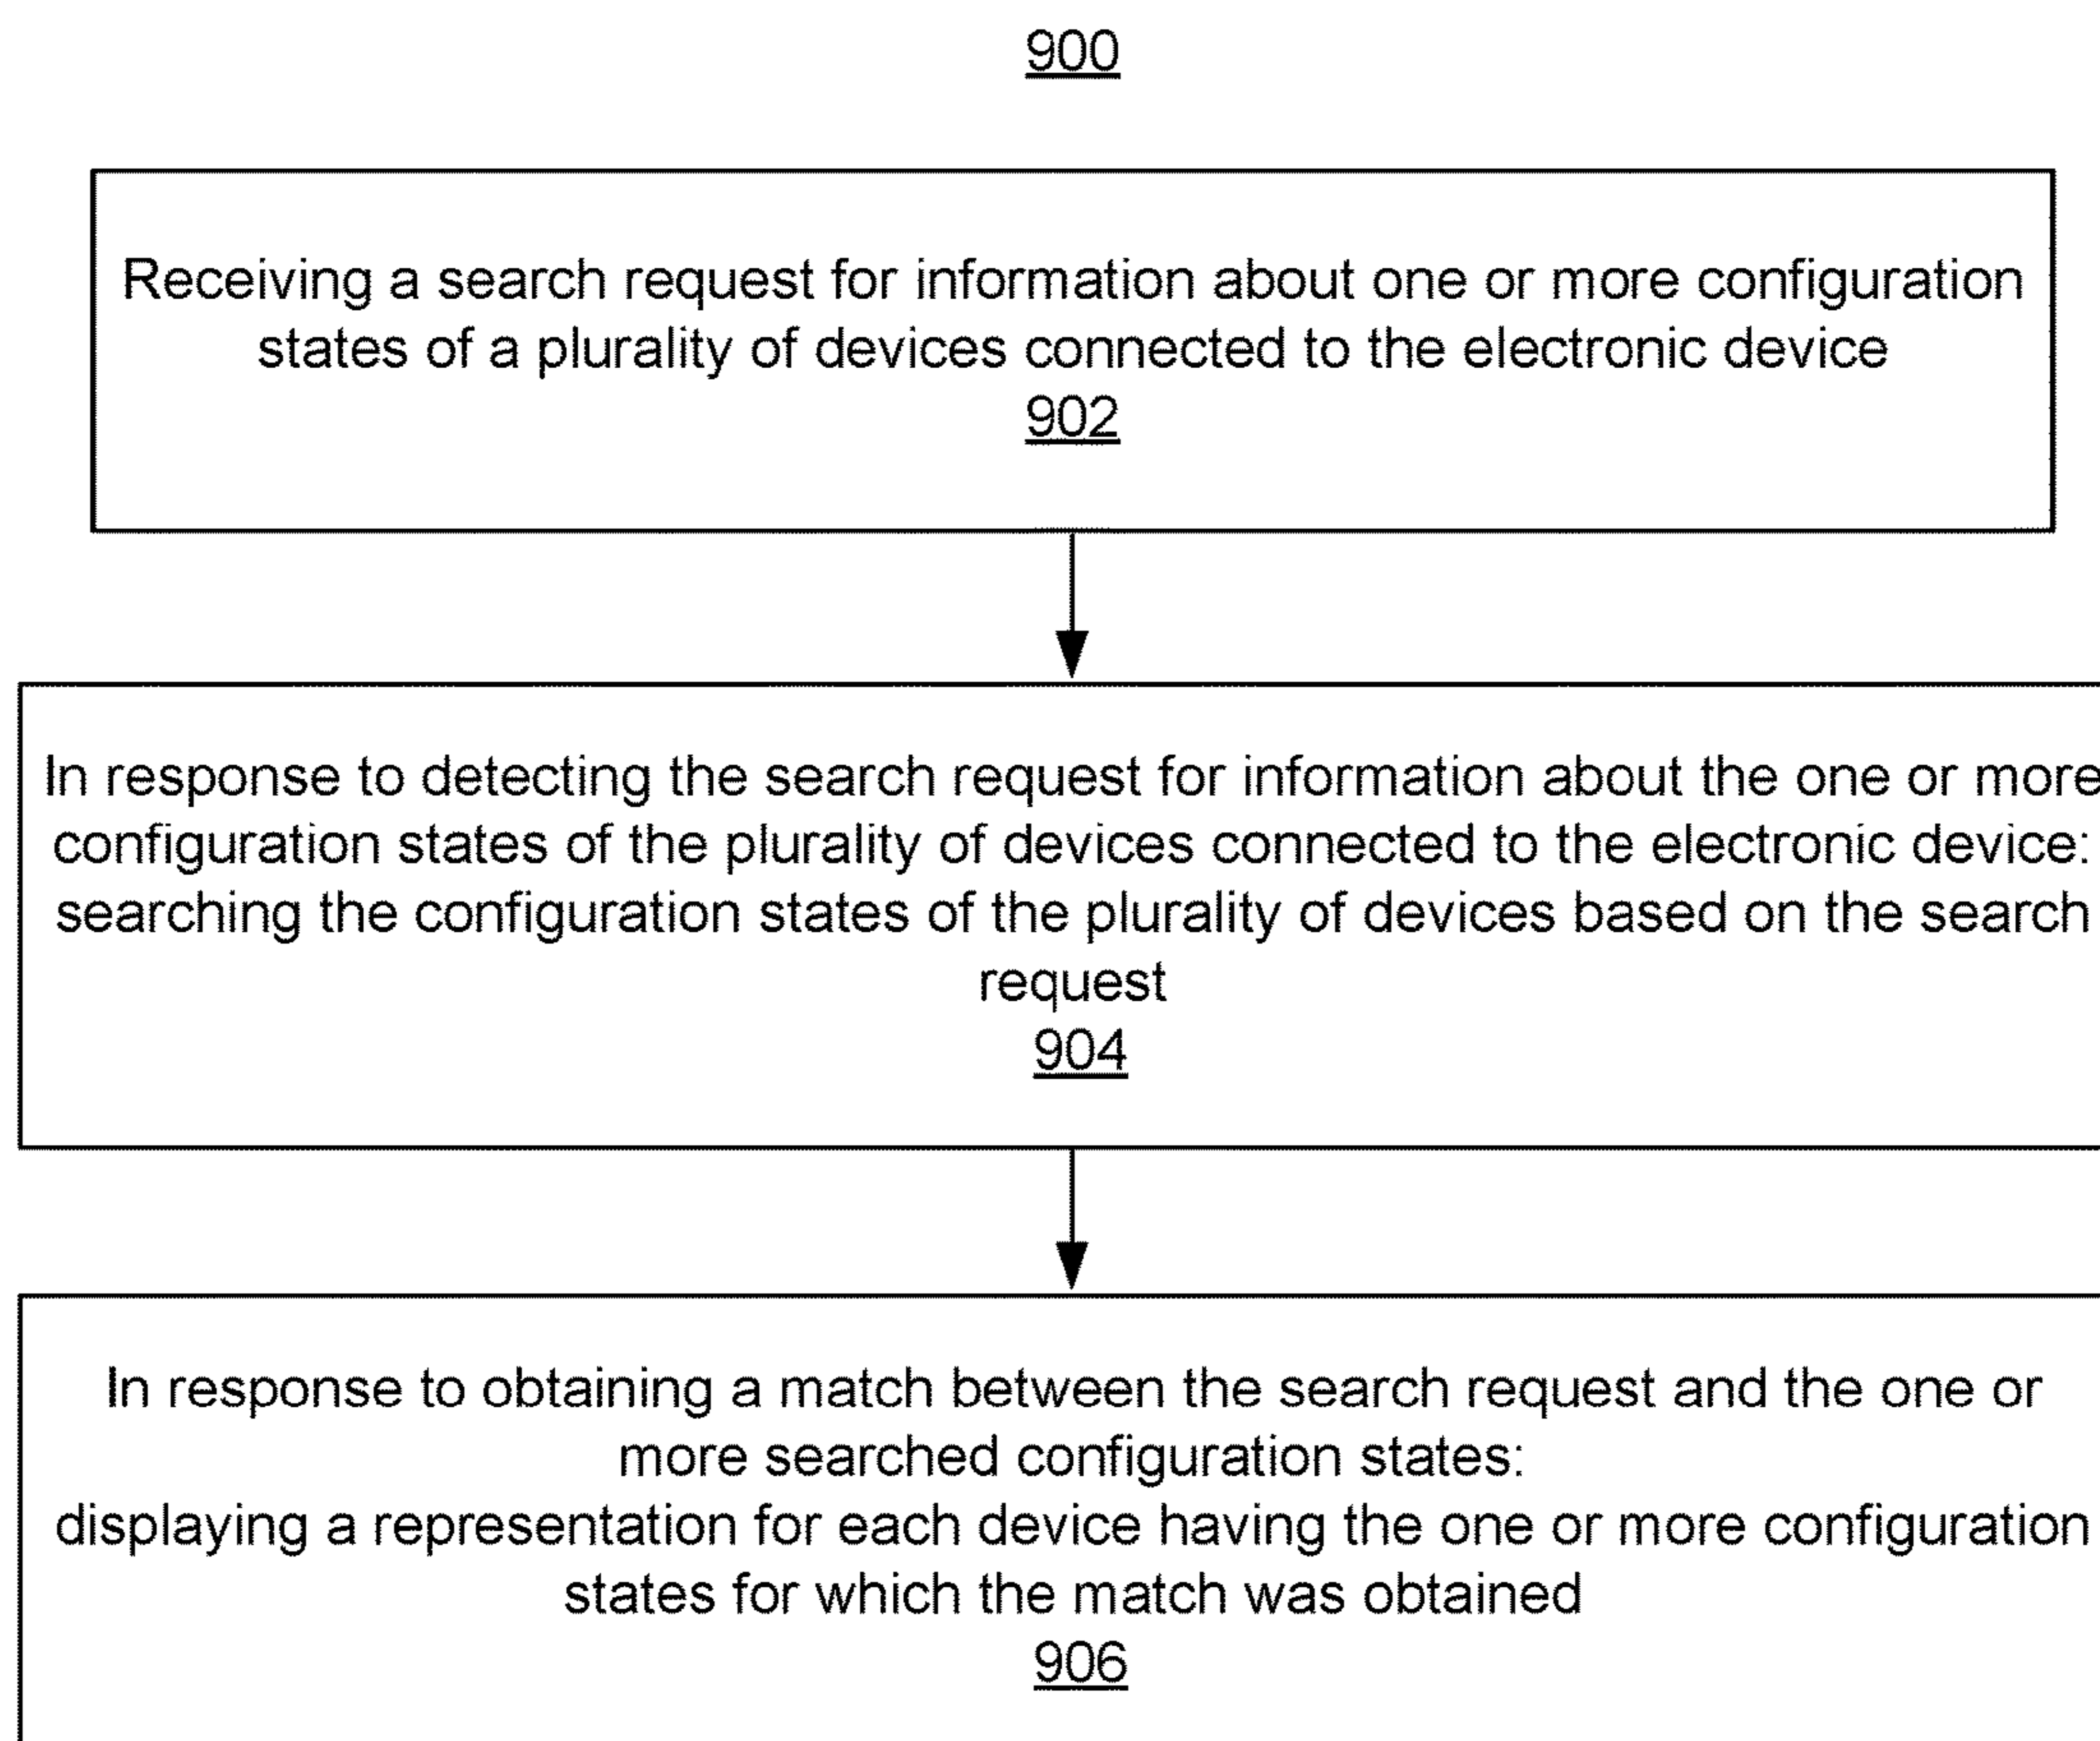 900
Receiving a search request for information about one or more configuration
states of a plurality of devices connected to the electronic device
902
In response to detecting the search request for information about the one or more
configuration states of the plurality of devices connected to the electronic device:
searching the configuration states of the plurality of devices based on the search
request
904
In response to obtaining a match between the search request and the one or
more searched configuration states:
displaying a representation for each device having the one or more configuration
states for which the match was obtained
906